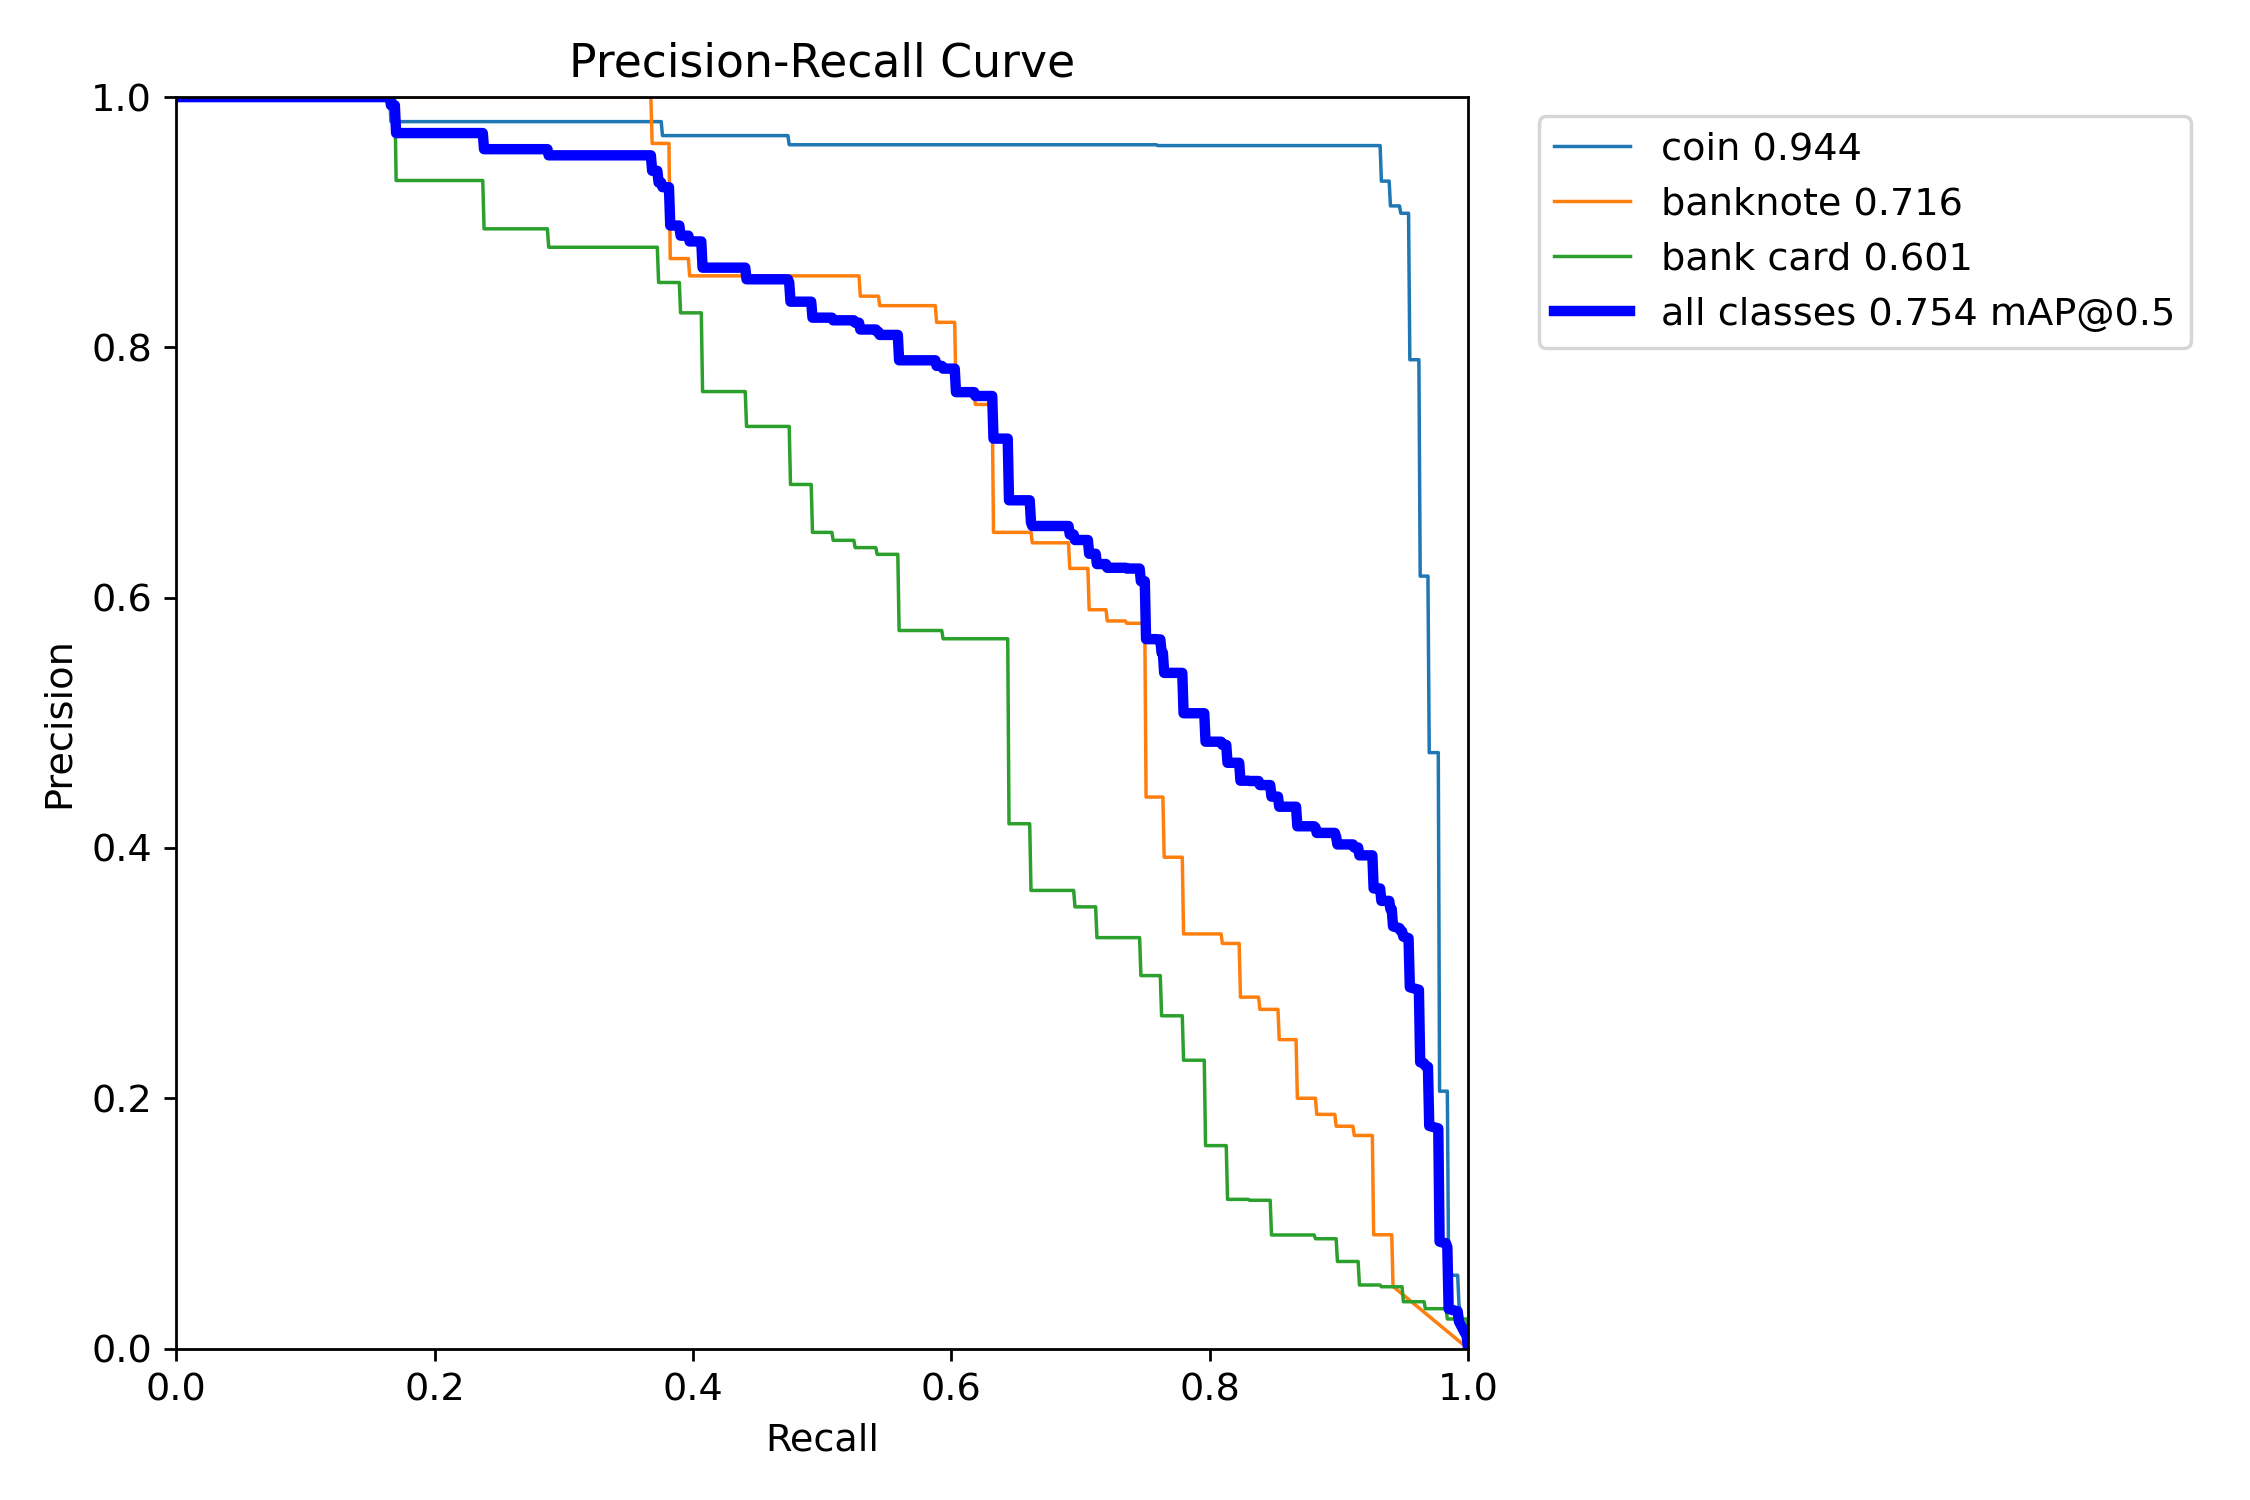 Precision-Recall Curve
1.0
0.8
0.6
0.4
0.2
0.0
Precision
0.0 0.2 0.4 0.6 0.8 1.0
Recall
coin 0.944
banknote 0.716
bank card 0.601
all classes 0.754 mAP@0.5